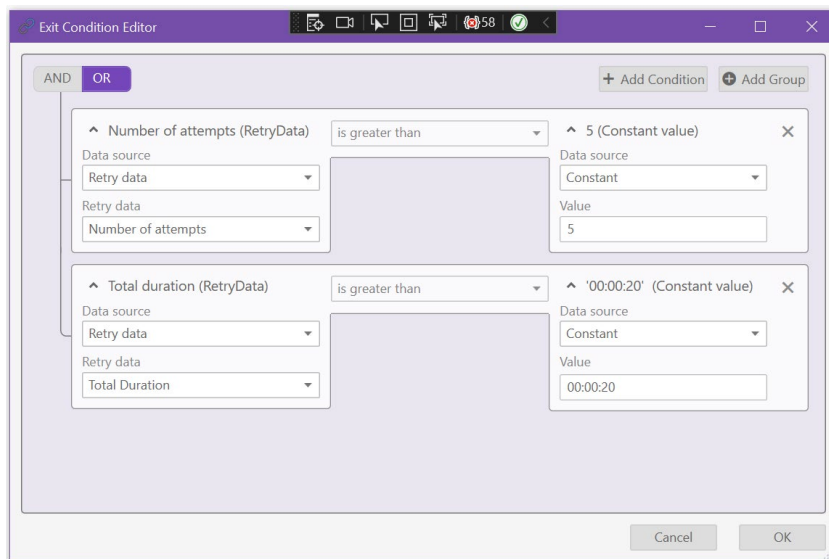 Exit Condition Editor
58
AND OR
+ Add Condition
Add Group
Number of attempts (RetryData)
is greater than
5 (Constant value)
Data source
Retry data
Data source
Constant
Retry data
Number of attempts
Value
5
Total duration (RetryData)
is greater than
'00:00:20' (Constant value)
Data source
Retry data
Data source
Constant
Retry data
Total Duration
Value
00:00:20
Cancel
OK